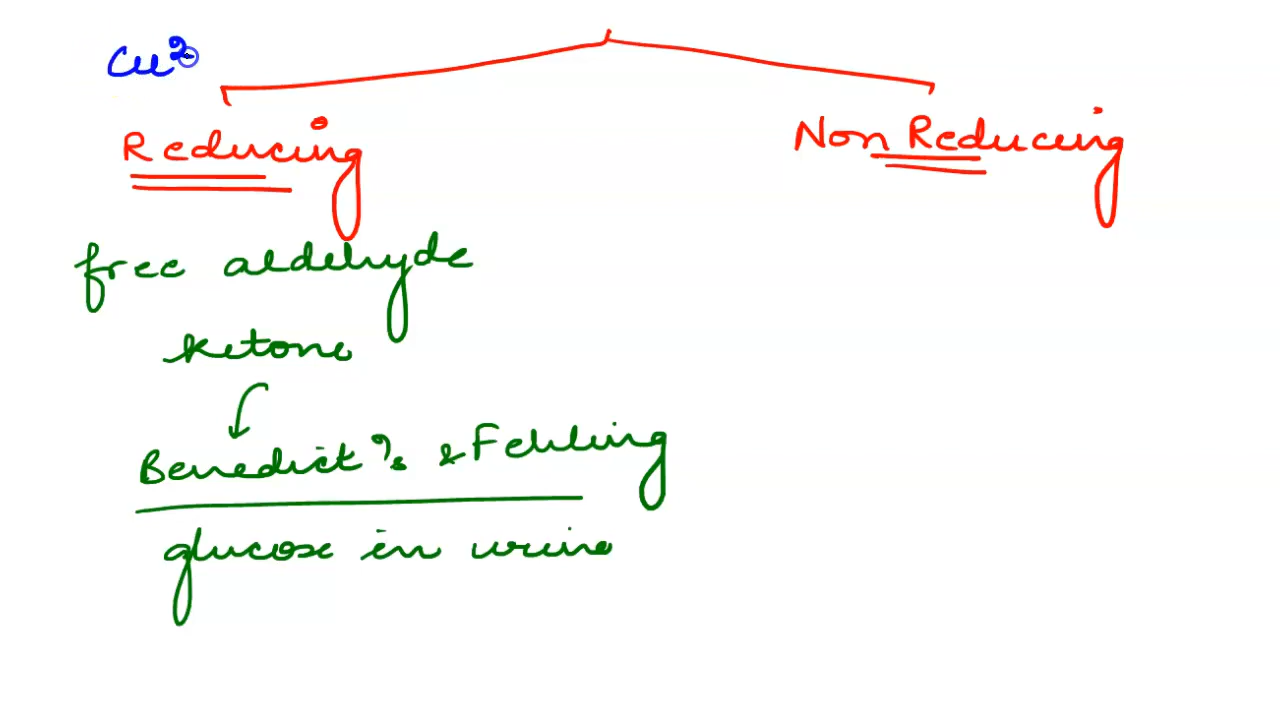 Cu2
Reducing
Non Reducing
free aldehyde
ketone
Benedict's & Fehling
glucose in urine